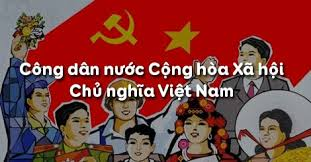 Công dân nước Cộng hòa Xã hội
Chủ nghĩa Việt Nam